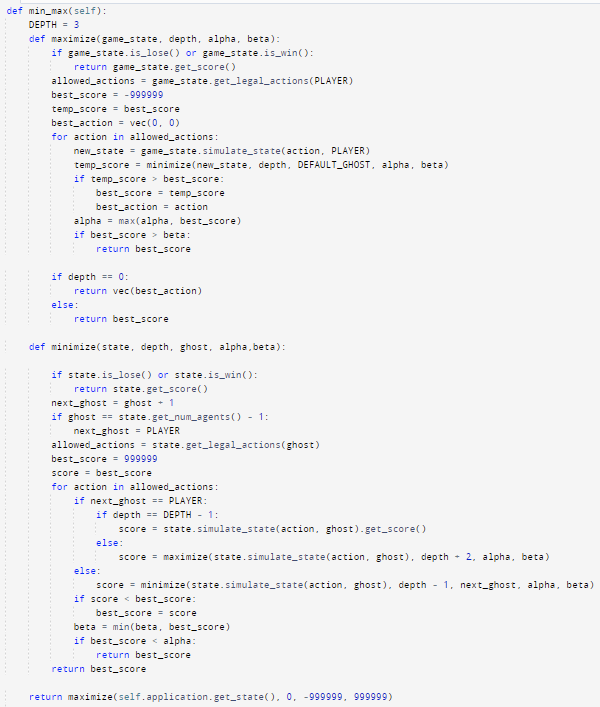 def min_max(self):
    DEPTH = 3
    def maximize(game_state, depth, alpha, beta):
        if game_state.is_lose() or game_state.is_win():
            return game_state.get_score()
        allowed_actions = game_state.get_legal_actions(PLAYER)
        best_score = -999999
        temp_score = best_score
        best_action = vec(0, 0)
        for action in allowed_actions:
            new_state = game_state.simulate_state(action, PLAYER)
            temp_score = minimize(new_state, depth, DEFAULT_GHOST, alpha, beta)
            if temp_score > best_score:
                best_score = temp_score
                best_action = action
            alpha = max(alpha, best_score)
            if best_score > beta:
                return best_score

        if depth == 0:
            return vec(best_action)
        else:
            return best_score

    def minimize(state, depth, ghost, alpha,beta):

        if state.is_lose() or state.is_win():
            return state.get_score()
        next_ghost = ghost + 1
        if ghost == state.get_num_agents() - 1:
            next_ghost = PLAYER
        allowed_actions = state.get_legal_actions(ghost)
        best_score = 999999
        score = best_score
        for action in allowed_actions:
            if next_ghost == PLAYER:
                if depth == DEPTH - 1:
                    score = state.simulate_state(action, ghost).get_score()
                else:
                    score = maximize(state.simulate_state(action, ghost), depth + 2, alpha, beta)
            else:
                score = minimize(state.simulate_state(action, ghost), depth - 1, next_ghost, alpha, beta)
            if score < best_score:
                best_score = score
            beta = min(beta, best_score)
            if best_score < alpha:
                return best_score
        return best_score

    return maximize(self.application.get_state(), 0, -999999, 999999)